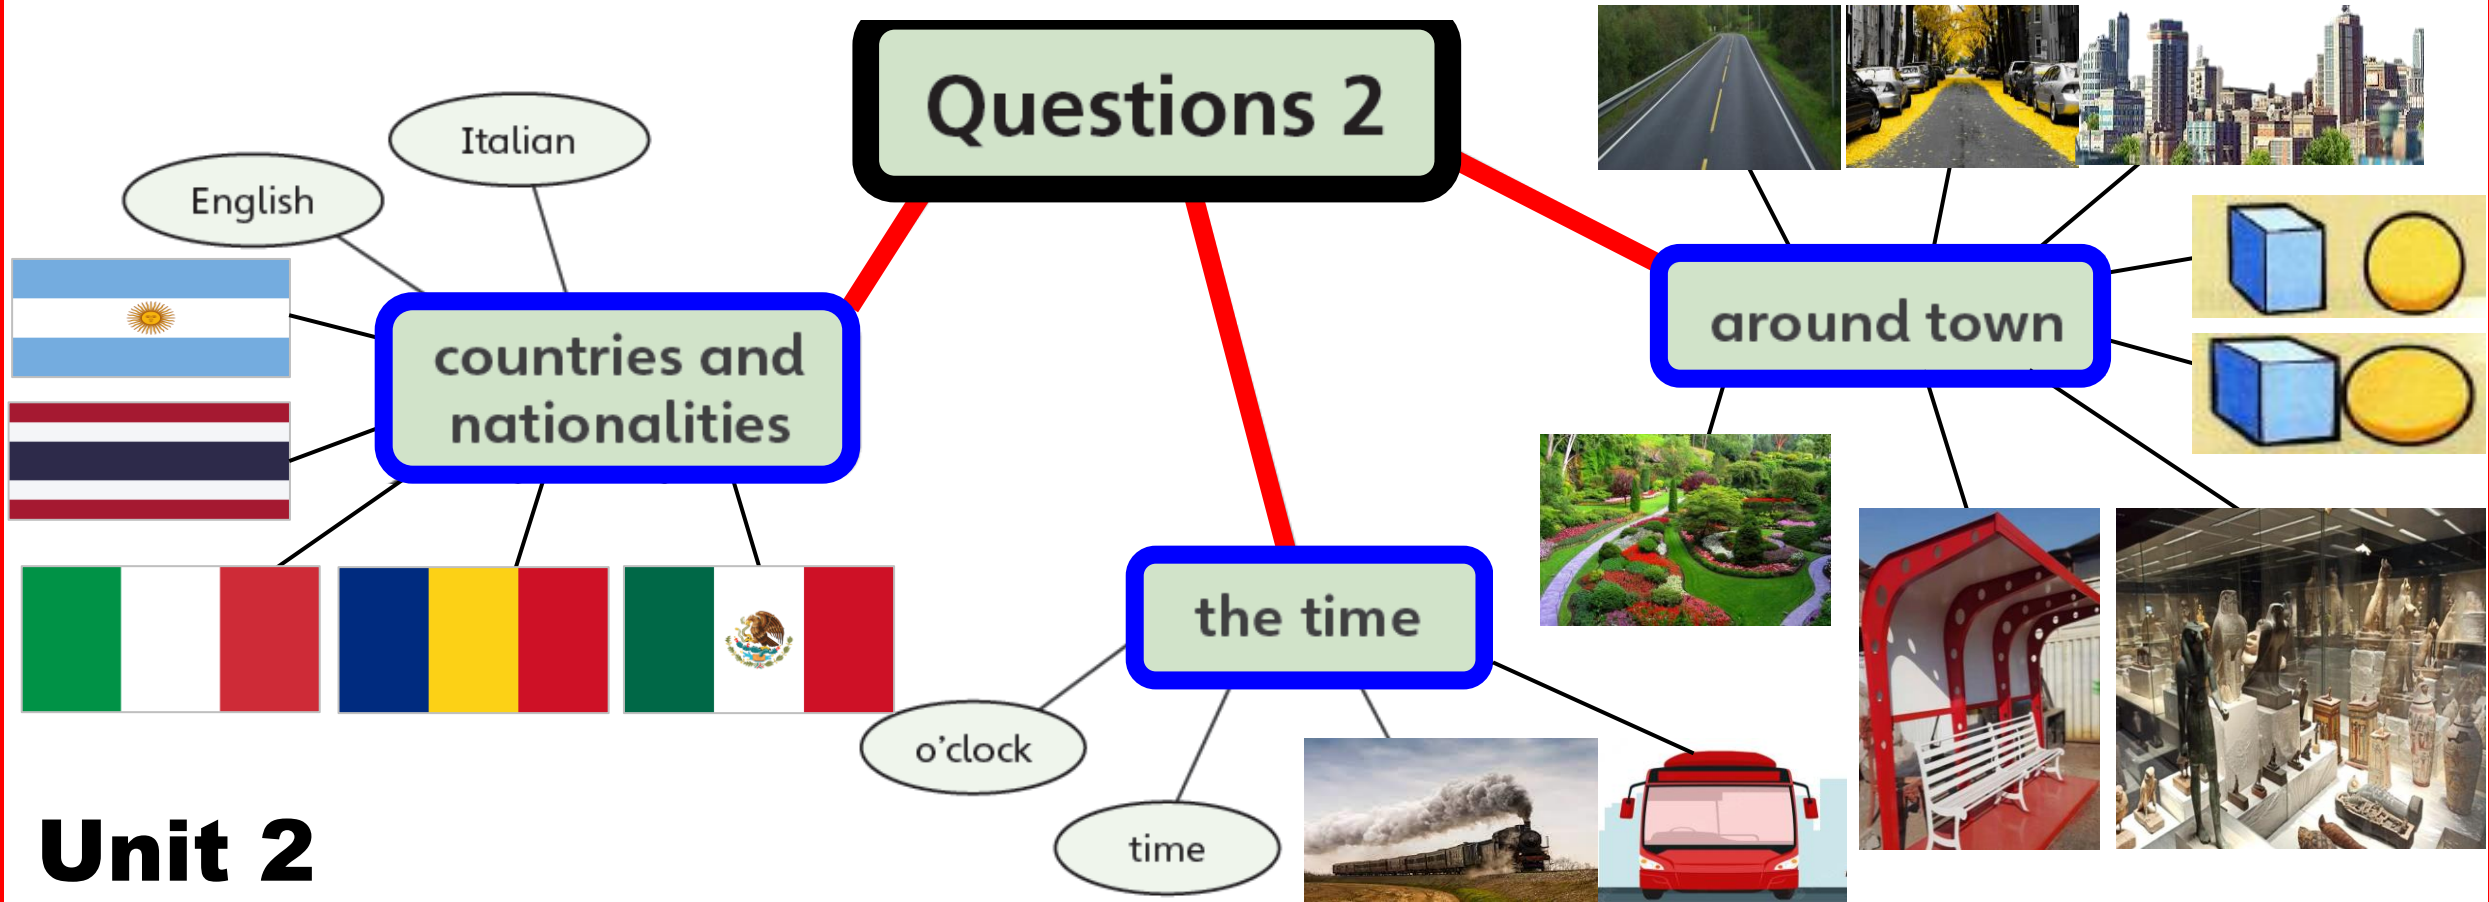 Questions 2
Italian
English
countries and
nationalities
around town
the time
o'clock
time
Unit 2